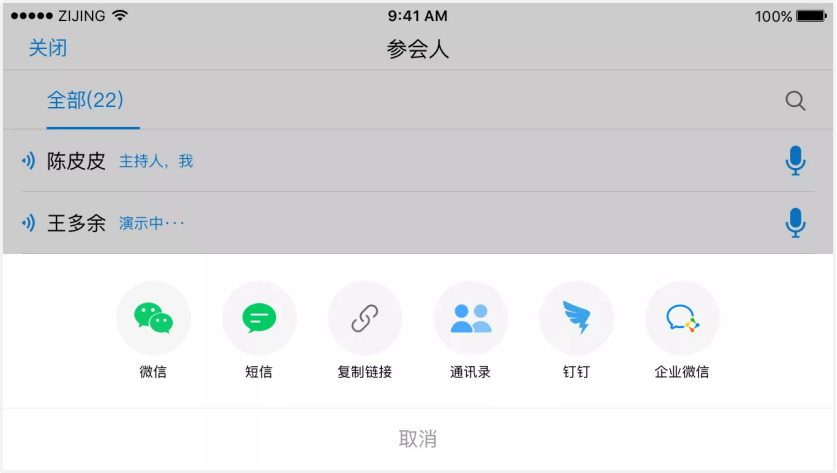 ZIJING 9:41 AM 100%
关闭 参会人
全部(22)
陈皮皮 主持人，我
王多余 演示中···
微信 短信 复制链接 通讯录 钉钉 企业微信
取消